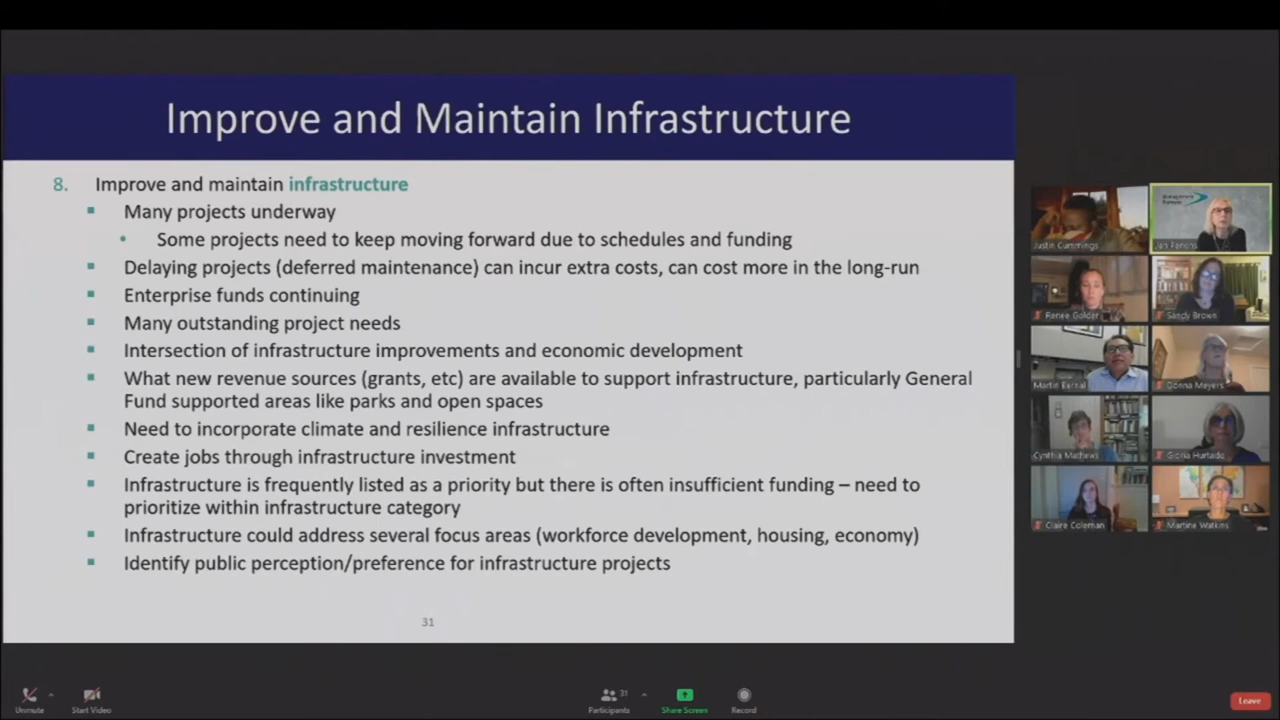 Improve and Maintain Infrastructure
8. Improve and maintain infrastructure
Many projects underway
Some projects need to keep moving forward due to schedules and funding
Delaying projects (deferred maintenance) can incur extra costs, can cost more in the long-run
Enterprise funds continuing
Many outstanding project needs
Intersection of infrastructure improvements and economic development
What new revenue sources (grants, etc) are available to support infrastructure, particularly General
Fund supported areas like parks and open spaces
Need to incorporate climate and resilience infrastructure
Create jobs through infrastructure investment
Infrastructure is frequently listed as a priority but there is often insufficient funding – need to
prioritize within infrastructure category
Infrastructure could address several focus areas (workforce development, housing, economy)
Identify public perception/preference for infrastructure projects
31
Management
Partners
Justin Cummings
Jan Perkins
Renee Golder
Sandy Brown
Martin Bernal
Donna Meyers
Cynthia Mathews
Gloria Hurtado
Claire Coleman
Martine Watkins
Unmute
Start Video
31
Participants
Share Screen
Record
Leave